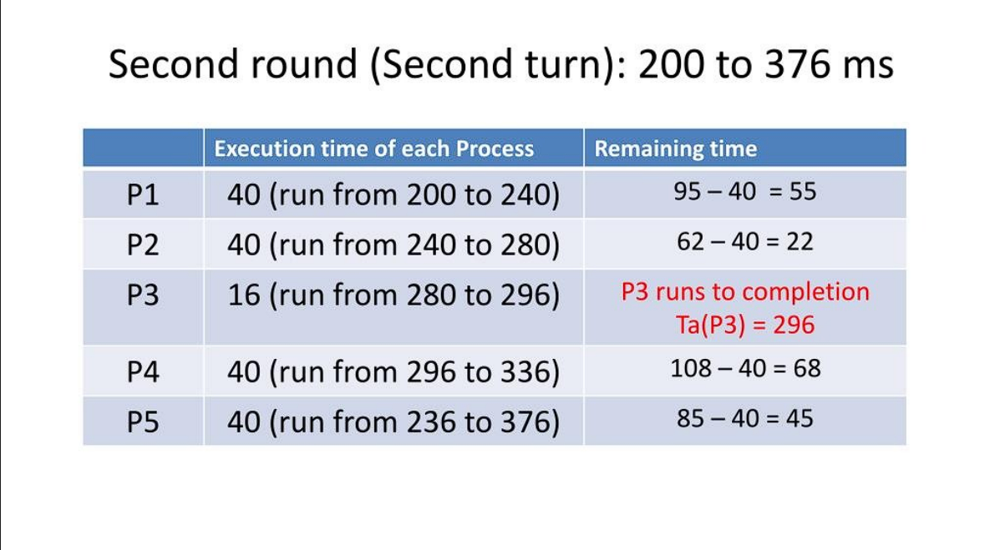 Second round (Second turn): 200 to 376 ms
Execution time of each Process Remaining time
P1 40 (run from 200 to 240) 95 – 40 = 55
P2 40 (run from 240 to 280) 62 – 40 = 22
P3 16 (run from 280 to 296) P3 runs to completion
Ta(P3) = 296
P4 40 (run from 296 to 336) 108 – 40 = 68
P5 40 (run from 236 to 376) 85 – 40 = 45